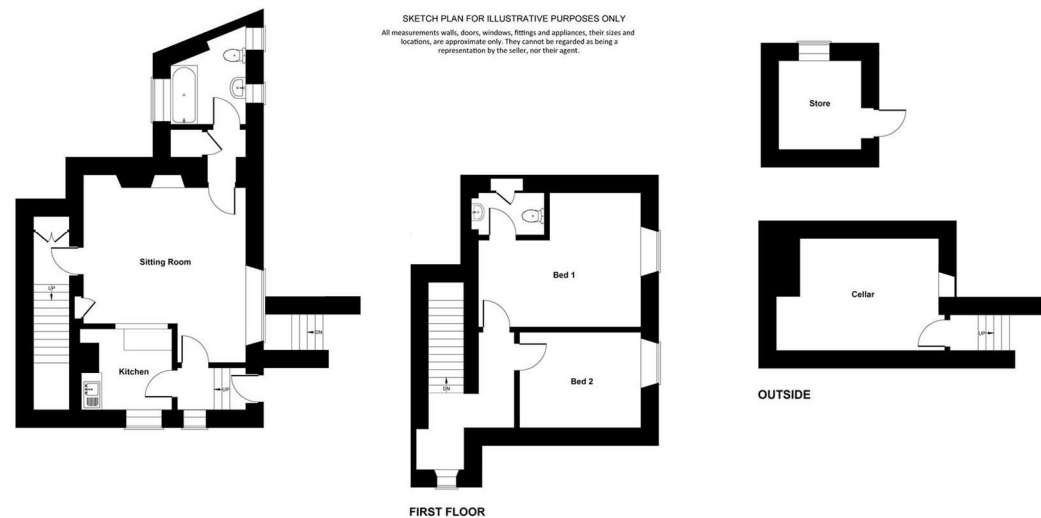 SKETCH PLAN FOR ILLUSTRATIVE PURPOSES ONLY
All measurements walls, doors, windows, fittings and appliances, their sizes and
locations, are approximate only. They cannot be regarded as being a
representation by the seller, nor their agent.
Store
Sitting Room
UP
Kitchen
UP
DN
Bed 1
DN
Bed 2
Cellar
UP
OUTSIDE
FIRST FLOOR